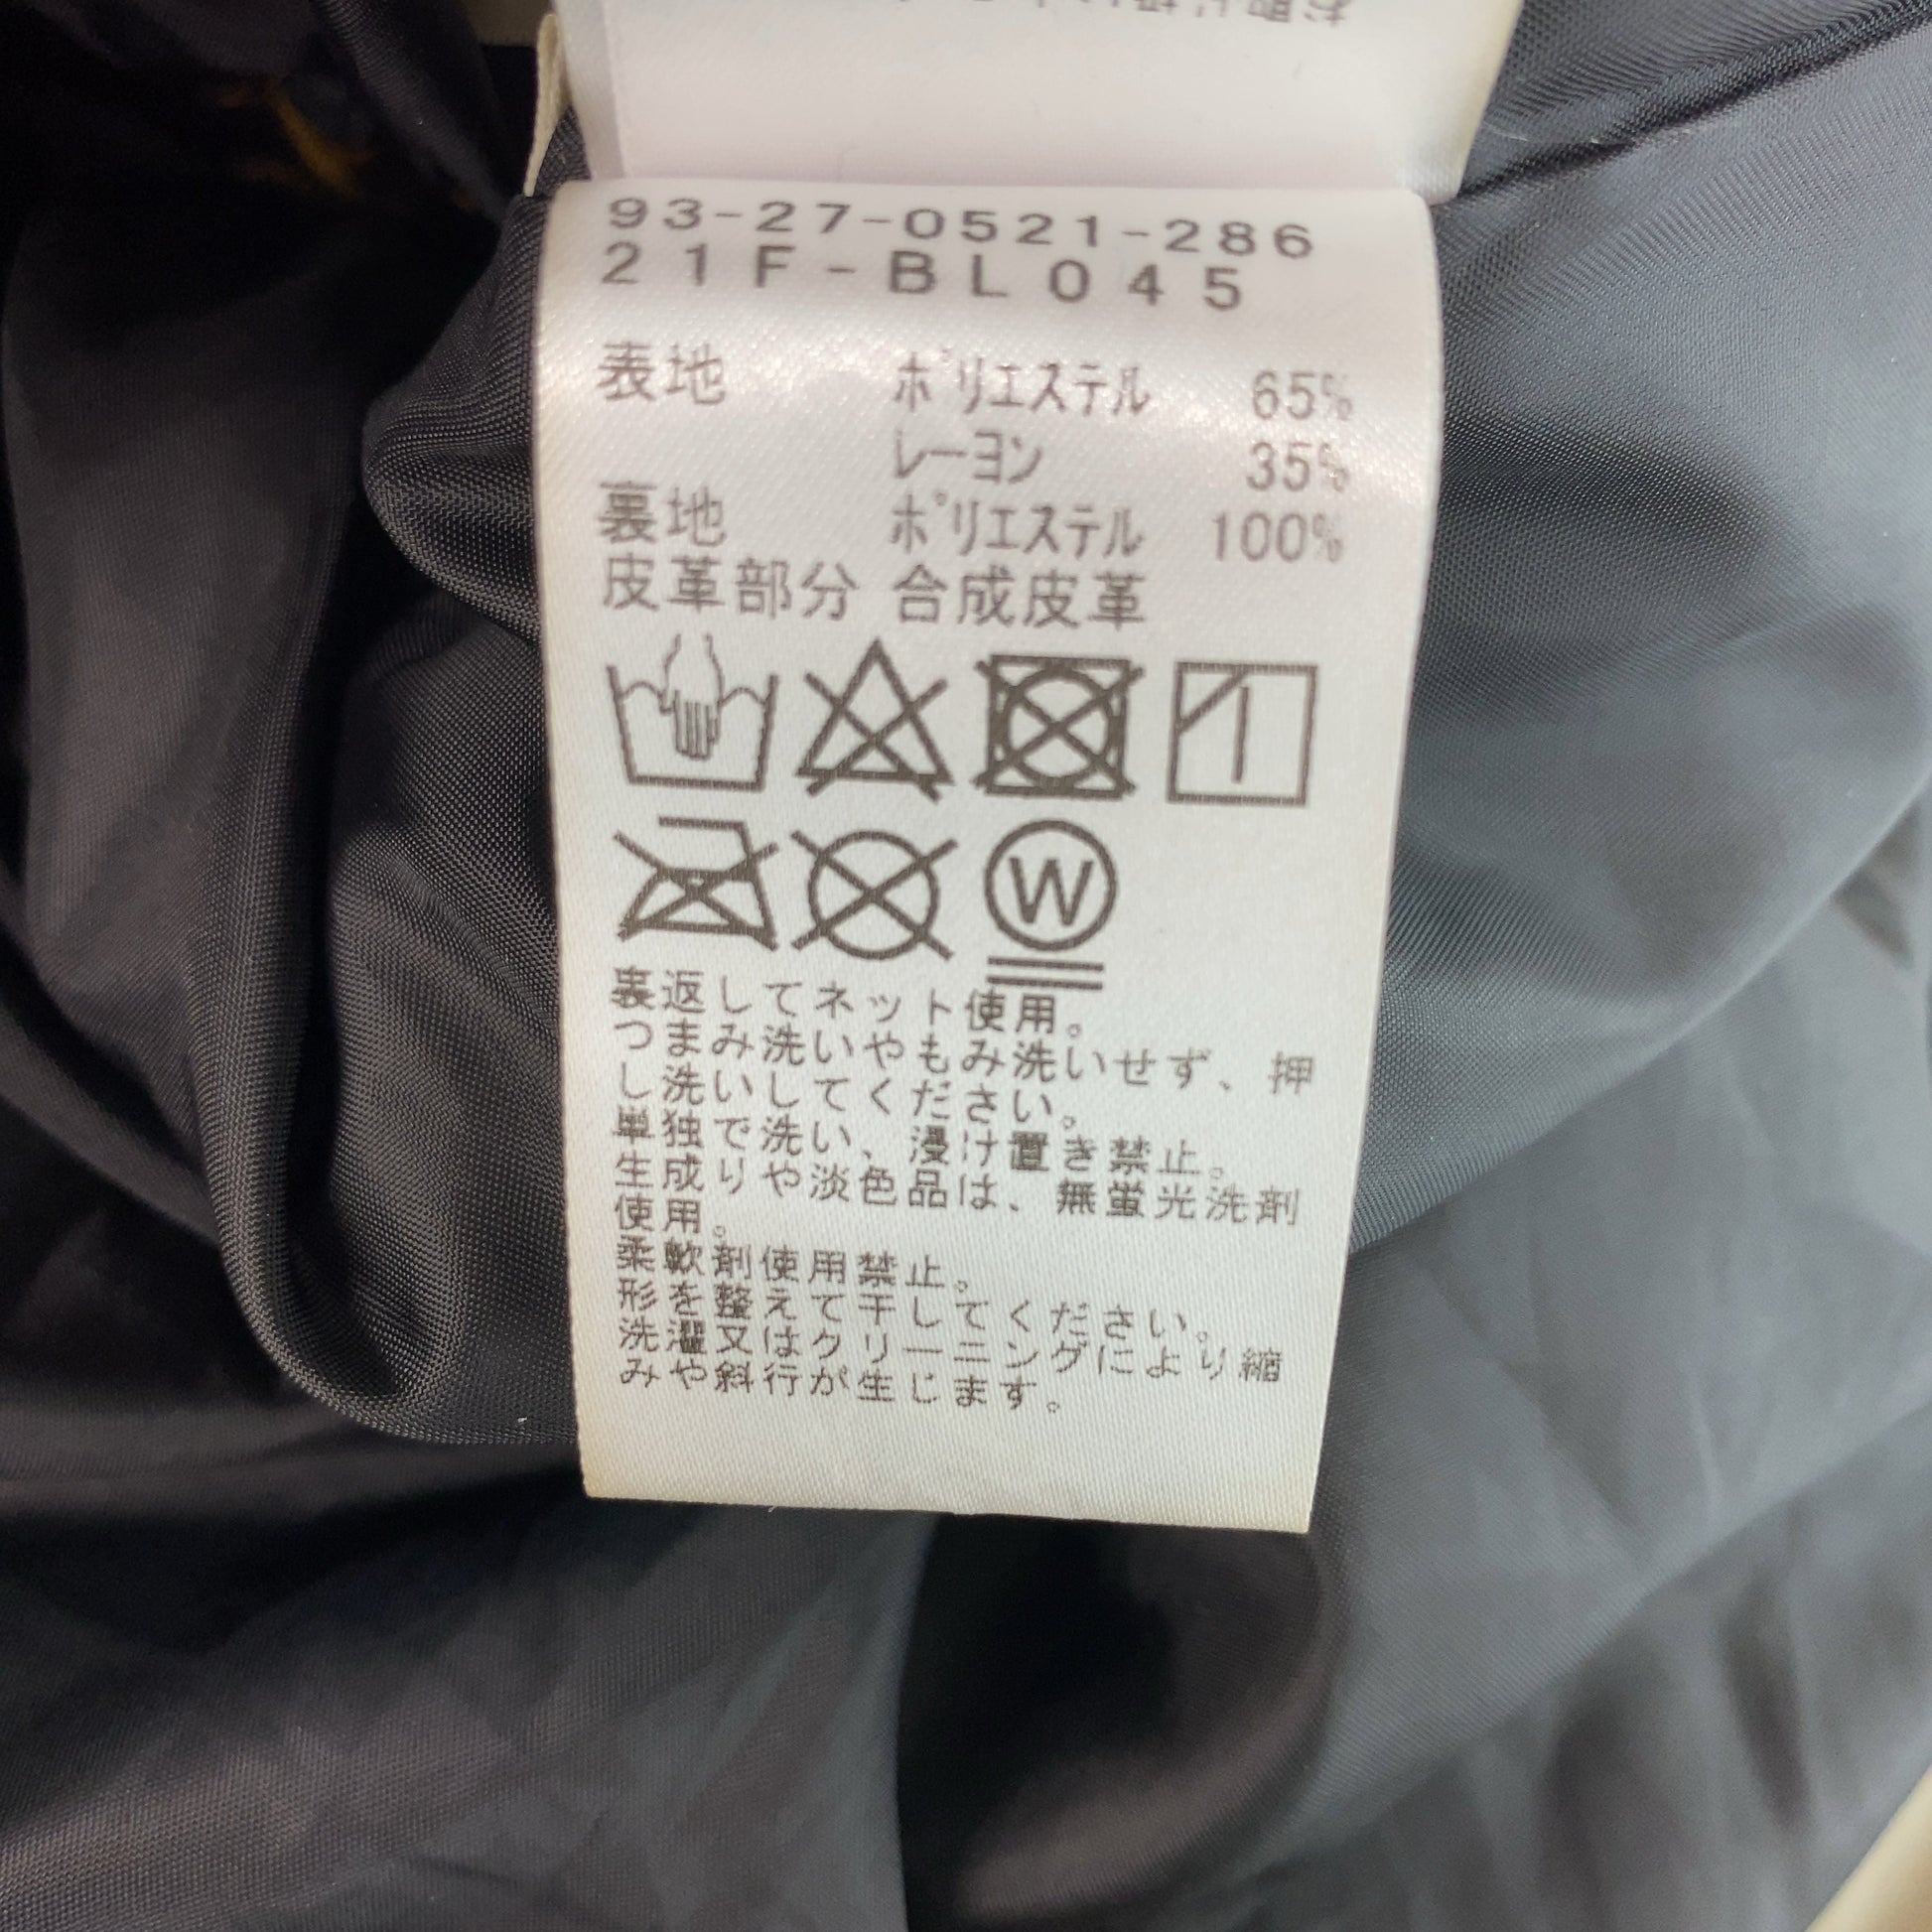 93-27-0521-286
21F-BL045
表地 ポリエステル 65%
レーヨン 35%
裏地 ポリエステル 100%
皮革部分 合成皮革
W
裏返してネット使用。
つまみ洗いやもみ洗いせず、押
し洗いしてください。
単独で洗い、浸け置き禁止。
生成りや淡色品は、無蛍光洗剤
使用。
柔軟剤使用禁止。
形を整えて干してください。
洗濯又はクリーニングにより縮
みや斜行が生じます。